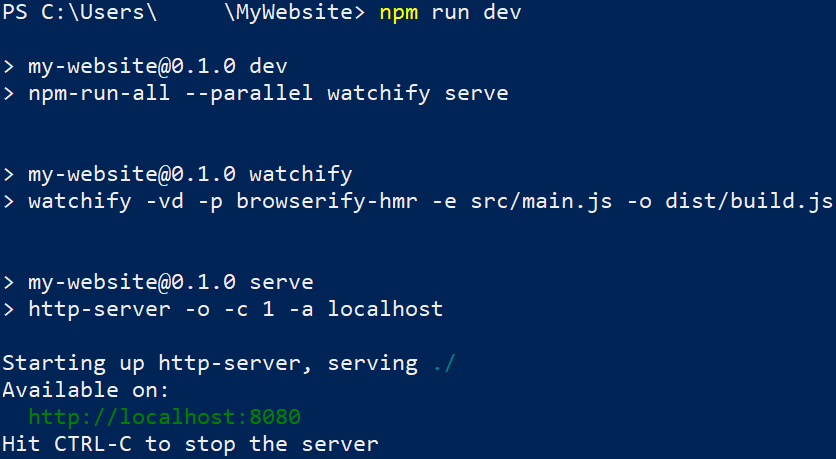 PS C:\Users\ \MyWebsite> npm run dev
> my-website@0.1.0 dev
> npm-run-all --parallel watchify serve
> my-website@0.1.0 watchify
> watchify -vd -p browserify-hmr -e src/main.js -o dist/build.js
> my-website@0.1.0 serve
> http-server -o -c 1 -a localhost
Starting up http-server, serving ./
Available on:
http://localhost:8080
Hit CTRL-C to stop the server